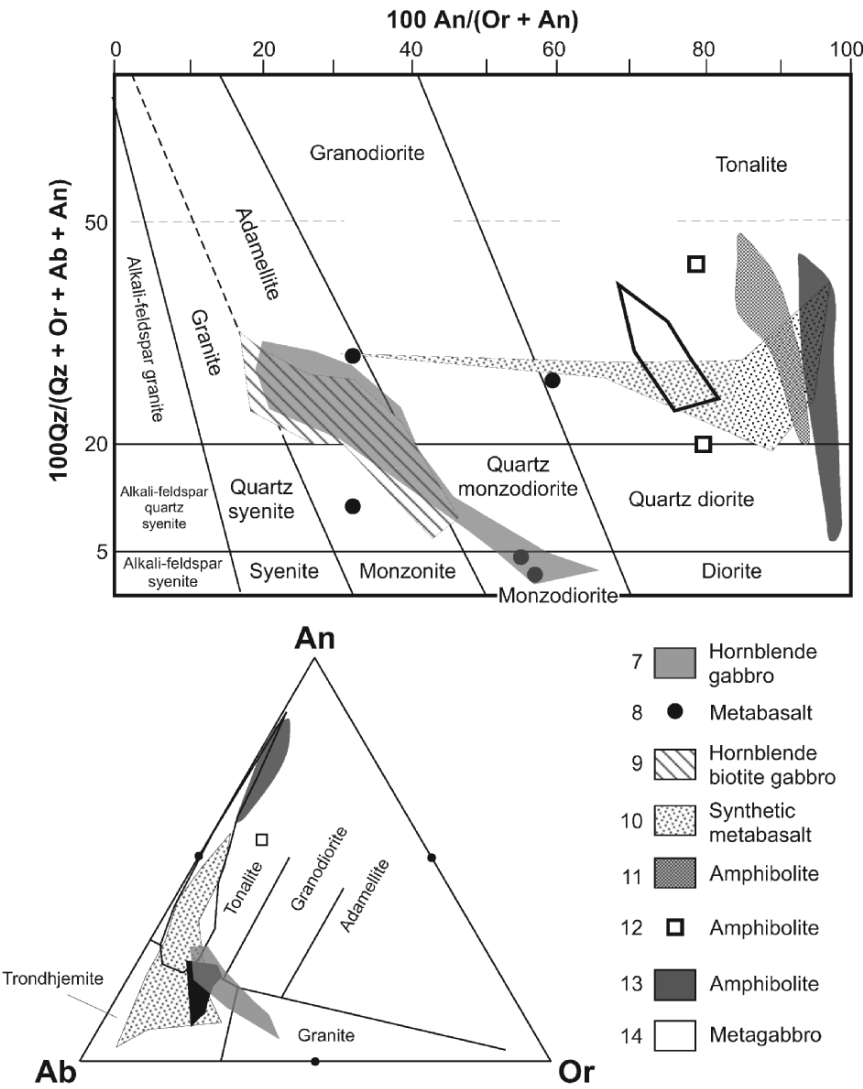 100 An/(Or + An)
0 20 40 60 80 100
100Qz/(Qz + Or + Ab + An)
50
20
5
Granodiorite
Tonalite
Adamellite
Granite
Alkali-feldspar granite
Quartz
monzodiorite
Quartz
syenite
Quartz diorite
Alkali-feldspar
quartz
syenite
Alkali-feldspar
syenite
Syenite
Monzonite
Diorite
Monzodiorite
An
Tonalite
Granodiorite
Adamellite
Trondhjemite
Granite
Ab
Or
7 Hornblende
gabbro
8 Metabasalt
9 Hornblende
biotite gabbro
10 Synthetic
metabasalt
11 Amphibolite
12 Amphibolite
13 Amphibolite
14 Metagabbro